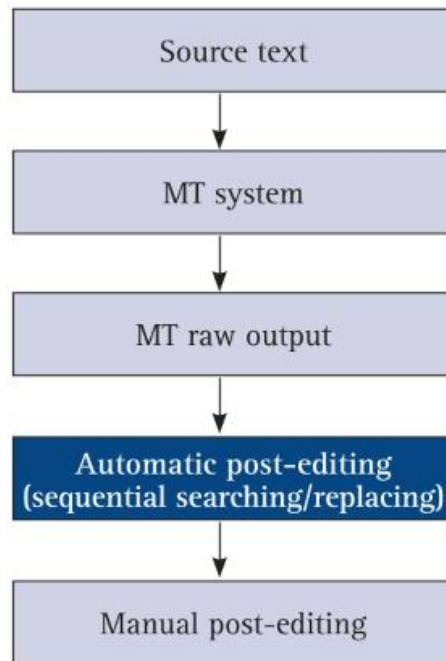 Source text
MT system
MT raw output
Automatic post-editing
(sequential searching/replacing)
Manual post-editing